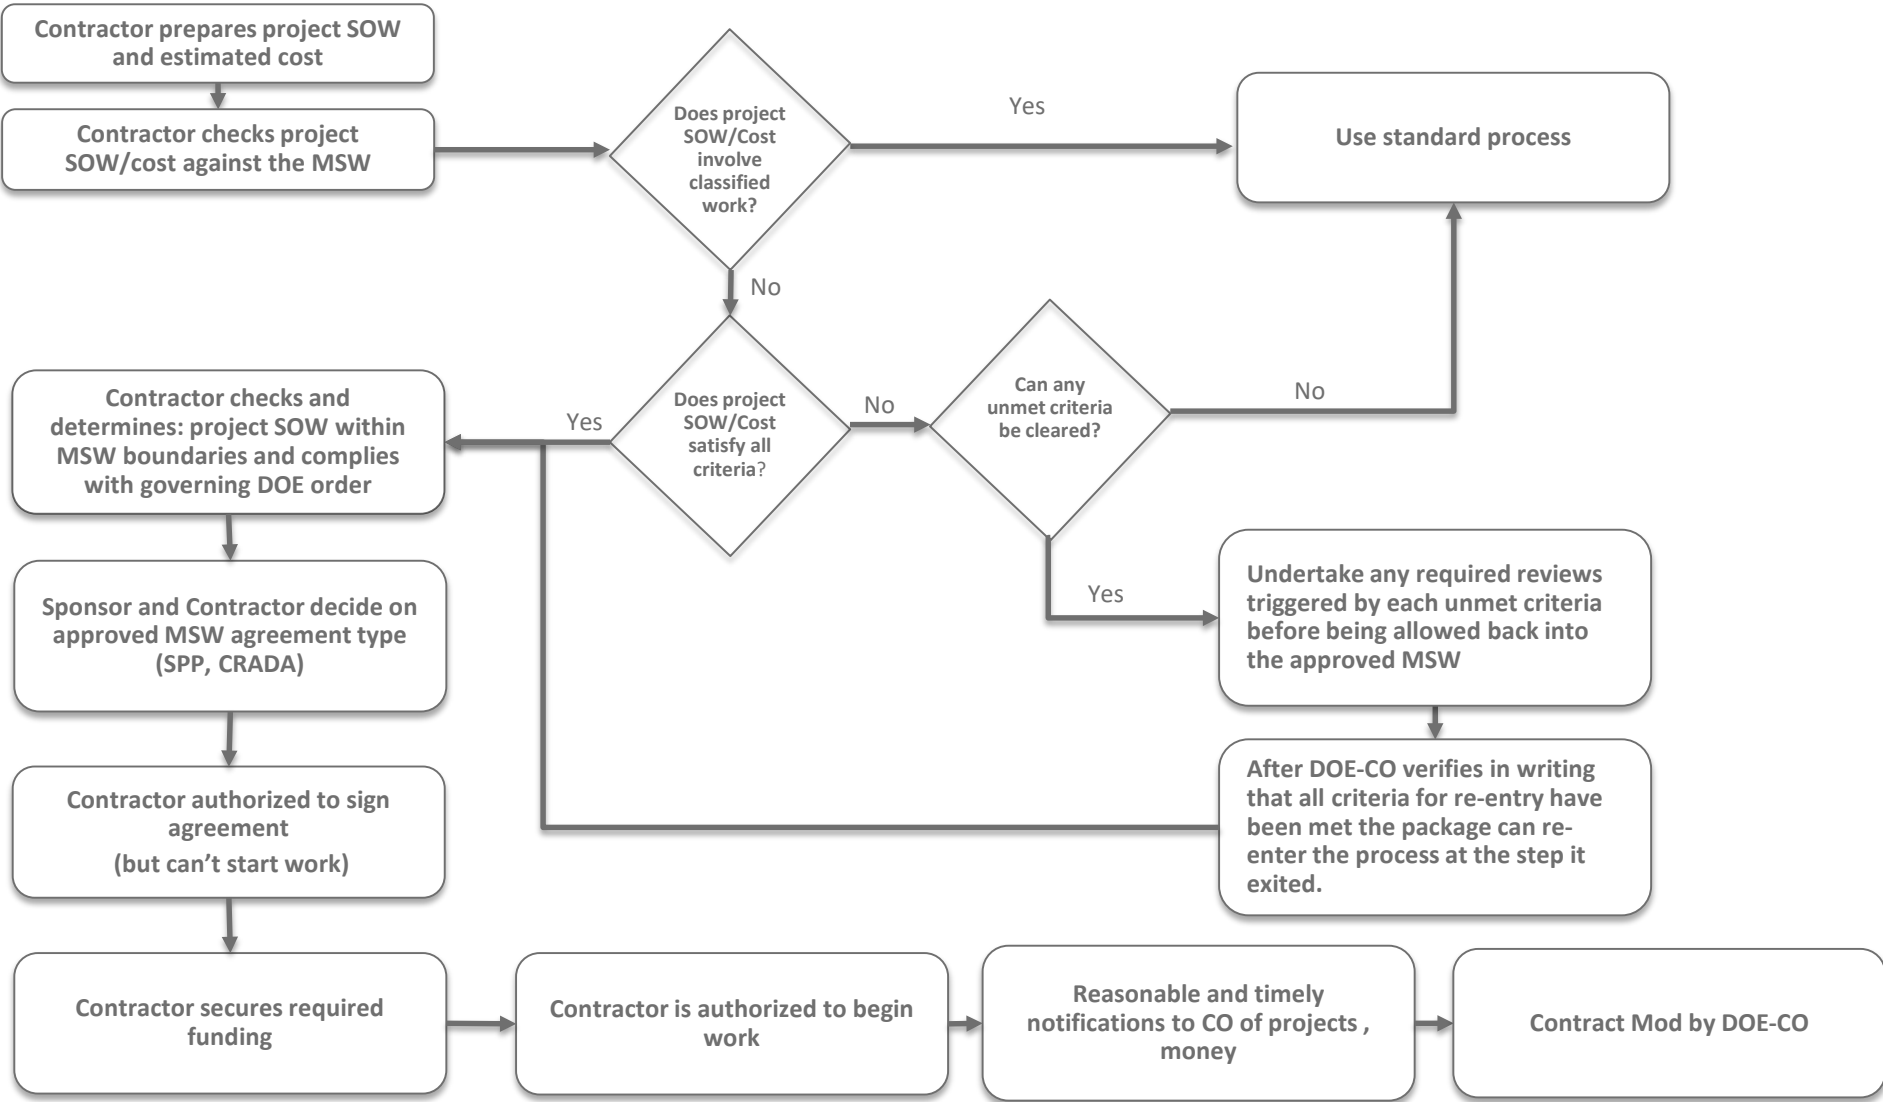 Contractor prepares project SOW
and estimated cost
Contractor checks project
SOW/cost against the MSW
Does project
SOW/Cost
involve
classified
work?
Yes
Use standard process
No
Does project
SOW/Cost
satisfy all
criteria?
Yes
No
Can any
unmet criteria
be cleared?
No
Yes
Contractor checks and
determines: project SOW within
MSW boundaries and complies
with governing DOE order
Undertake any required reviews
triggered by each unmet criteria
before being allowed back into
the approved MSW
Sponsor and Contractor decide on
approved MSW agreement type
(SPP, CRADA)
After DOE-CO verifies in writing
that all criteria for re-entry have
been met the package can re-
enter the process at the step it
exited.
Contractor authorized to sign
agreement
(but can’t start work)
Contractor secures required
funding
Contractor is authorized to begin
work
Reasonable and timely
notifications to CO of projects ,
money
Contract Mod by DOE-CO